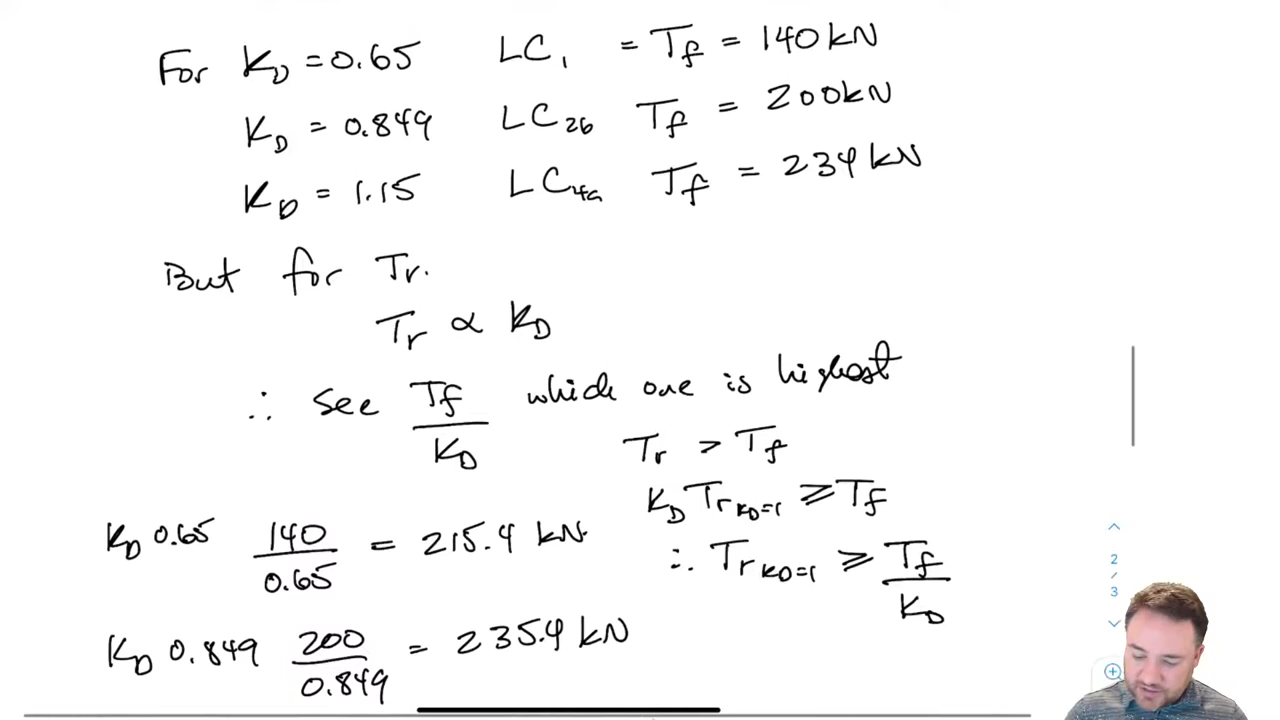 For K_D = 0.65 LC_1 = T_f = 140 kN
K_D = 0.849 LC_2b T_f = 200 kN
K_D = 1.15 LC_4a T_f = 234 kN
But for Tr.
Tr ∝ K_D
∴ See T_f / K_D which one is highest
Tr > T_f
K_D Tr_KD=1 ≥ T_f
∴ Tr_KD=1 ≥ T_f / K_D
K_D 0.65 140 / 0.65 = 215.4 kN.
K_D 0.849 200 / 0.849 = 235.4 kN
2
/
3